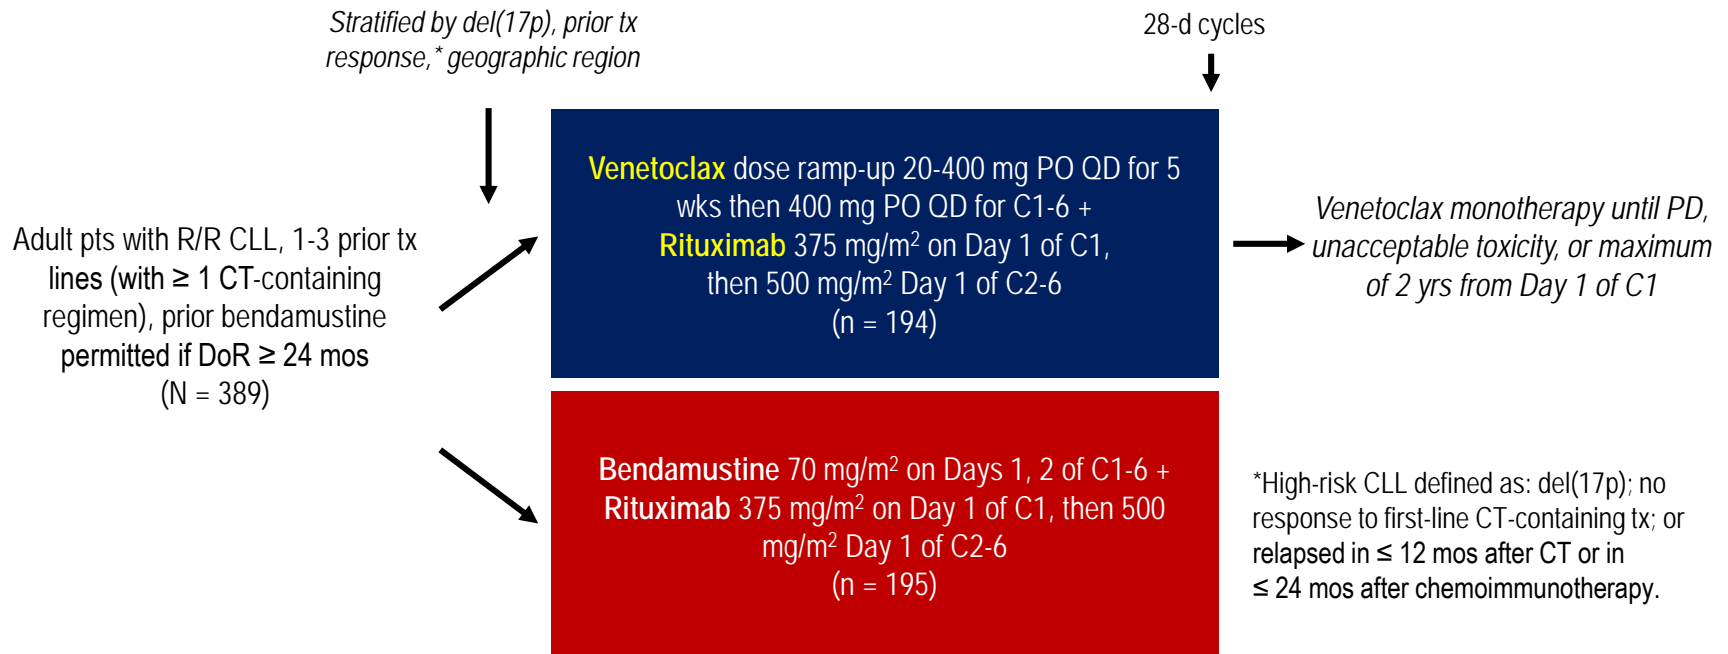 Stratified by del(17p), prior tx
response,* geographic region
28-d cycles
Adult pts with R/R CLL, 1-3 prior tx
lines (with ≥ 1 CT-containing
regimen), prior bendamustine
permitted if DoR ≥ 24 mos
(N = 389)
Venetoclax dose ramp-up 20-400 mg PO QD for 5
wks then 400 mg PO QD for C1-6 +
Rituximab 375 mg/m² on Day 1 of C1,
then 500 mg/m² Day 1 of C2-6
(n = 194)
Venetoclax monotherapy until PD,
unacceptable toxicity, or maximum
of 2 yrs from Day 1 of C1
Bendamustine 70 mg/m² on Days 1, 2 of C1-6 +
Rituximab 375 mg/m² on Day 1 of C1, then 500
mg/m² Day 1 of C2-6
(n = 195)
*High-risk CLL defined as: del(17p); no
response to first-line CT-containing tx; or
relapsed in ≤ 12 mos after CT or in
≤ 24 mos after chemoimmunotherapy.